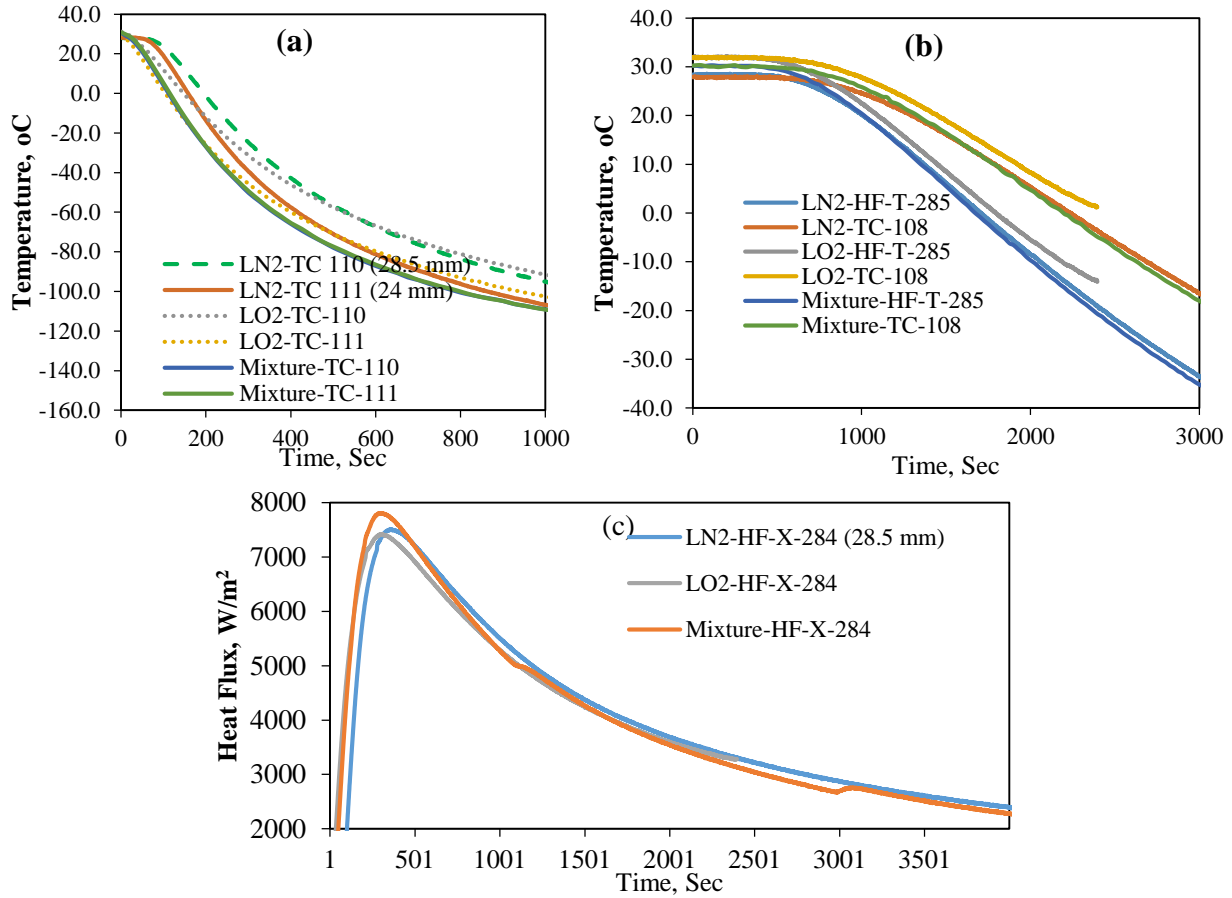 (a)
40.0
20.0
0.0
-20.0
-40.0
-60.0
-80.0
-100.0
-120.0
-140.0
-160.0
Temperature, oC
LN2-TC 110 (28.5 mm)
LN2-TC 111 (24 mm)
LO2-TC-110
LO2-TC-111
Mixture-TC-110
Mixture-TC-111
0 200 400 600 800 1000
Time, Sec
(b)
40.0
30.0
20.0
10.0
0.0
-10.0
-20.0
-30.0
-40.0
Temperature, oC
LN2-HF-T-285
LN2-TC-108
LO2-HF-T-285
LO2-TC-108
Mixture-HF-T-285
Mixture-TC-108
0 1000 2000 3000
Time, Sec
(c)
8000
7000
6000
5000
4000
3000
2000
Heat Flux, W/m²
LN2-HF-X-284 (28.5 mm)
LO2-HF-X-284
Mixture-HF-X-284
1 501 1001 1501 2001 2501 3001 3501
Time, Sec